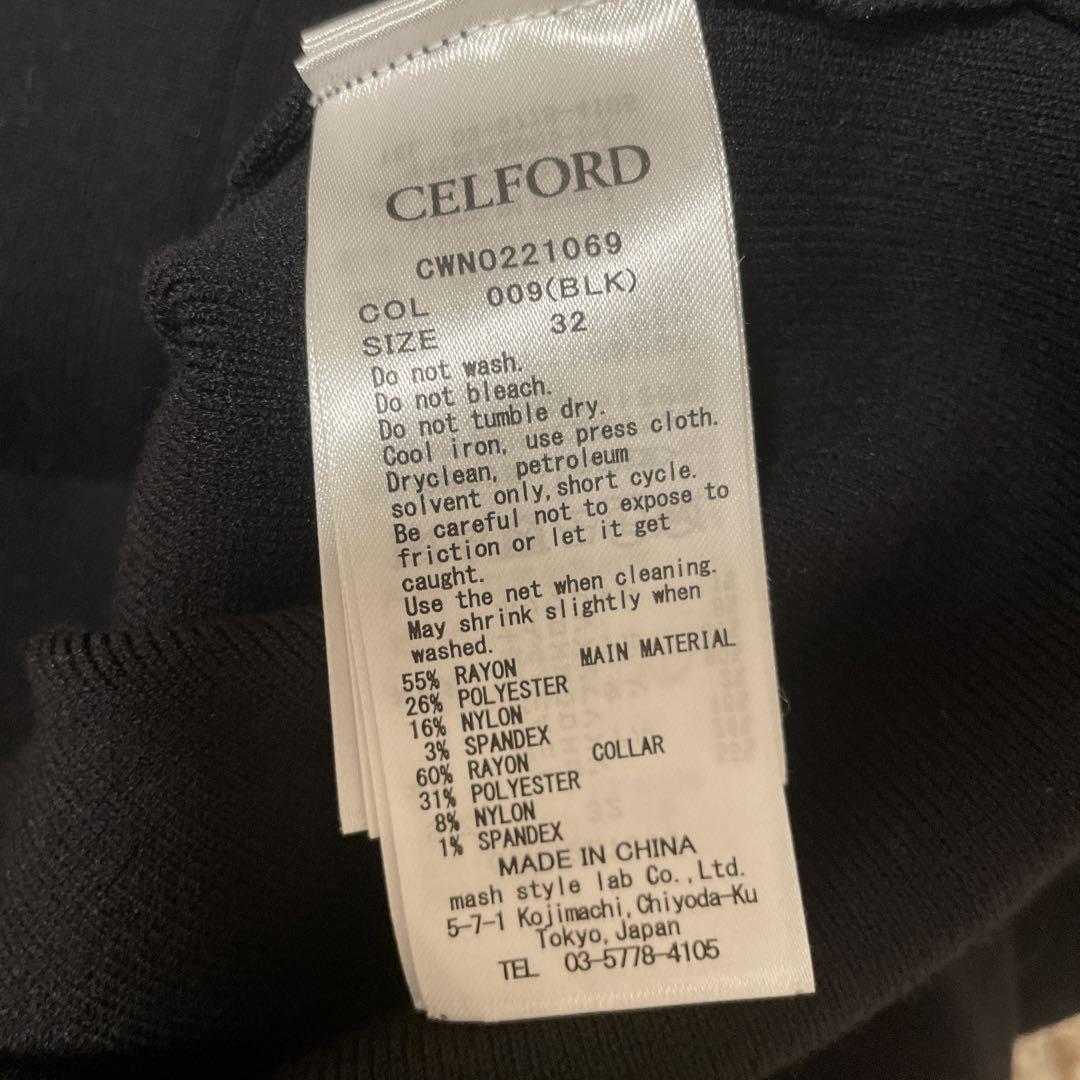 CELFORD
CWN0221069
COL 009(BLK)
SIZE 32
Do not wash.
Do not bleach.
Do not tumble dry.
Cool iron, use press cloth.
Dryclean, petroleum
solvent only, short cycle.
Be careful not to expose to
friction or let it get
caught.
Use the net when cleaning.
May shrink slightly when
washed.
55% RAYON MAIN MATERIAL
26% POLYESTER
16% NYLON
3% SPANDEX
60% RAYON COLLAR
31% POLYESTER
8% NYLON
1% SPANDEX
MADE IN CHINA
mash style lab Co.,Ltd.
5-7-1 Kojimachi, Chiyoda-Ku
Tokyo, Japan
TEL 03-5778-4105